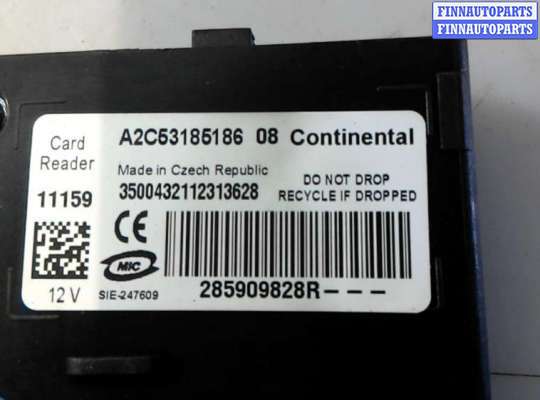 FINNAUTOPARTS
FINNAUTOPARTS
Card Reader
A2C53185186 08 Continental
Made in Czech Republic
11159
3500432112313628
DO NOT DROP
RECYCLE IF DROPPED
CE
MIC
12 V
SIE-247609
285909828R---